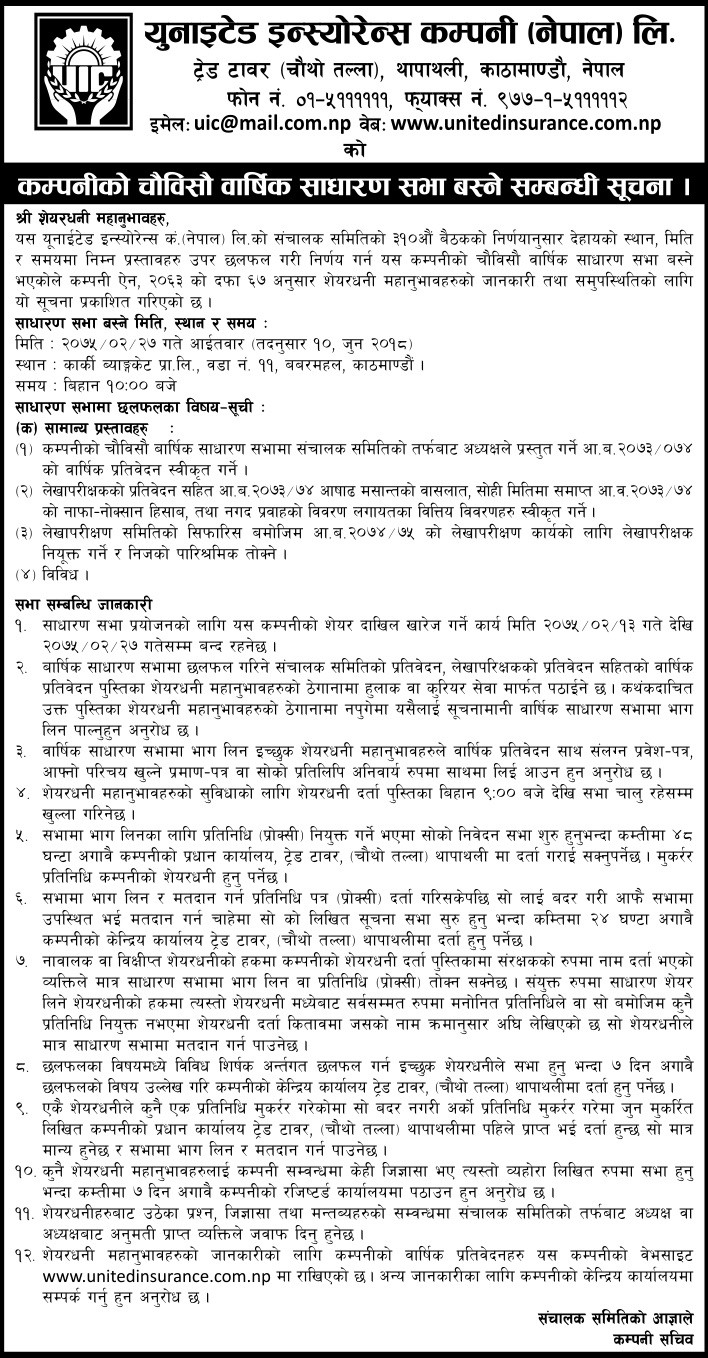 UIC
युनाइटेड इन्स्योरेन्स कम्पनी (नेपाल) लि.
ट्रेड टावर (चौथो तल्ला), थापाथली, काठामाण्डौ, नेपाल
फोन नं. ०१-५१११११११, फ्याक्स नं. ९७७-१-५११११११२
इमेल: uic@mail.com.np वेब: www.unitedinsurance.com.np
को
कम्पनीको चौविसौ वार्षिक साधारण सभा बस्ने सम्बन्धी सूचना ।
श्री शेयरधनी महानुभावहरु,
यस यूनाईटेड इन्स्योरेन्स कं.(नेपाल) लि.को संचालक समितिको ३१०औं बैठकको निर्णयानुसार देहायको स्थान, मिति
र समयमा निम्न प्रस्तावहरु उपर छलफल गरी निर्णय गर्न यस कम्पनीको चौविसौ वार्षिक साधारण सभा बस्ने
भएकोले कम्पनी ऐन, २०६३ को दफा ६७ अनुसार शेयरधनी महानुभावहरुको जानकारी तथा समुपस्थितिको लागि
यो सूचना प्रकाशित गरिएको छ ।
साधारण सभा बस्ने मिति, स्थान र समय :
मिति : २०७५/०२/२७ गते आईतवार (तदनुसार १०, जुन २०१८)
स्थान : कार्की ब्याङ्केट प्रा.लि., वडा नं. ११, बबरमहल, काठमाण्डौं ।
समय : बिहान १०:०० बजे
साधारण सभामा छलफलका विषय-सूची :
(क) सामान्य प्रस्तावहरु :
(१) कम्पनीको चौविसौ बार्षिक साधारण सभामा संचालक समितिको तर्फबाट अध्यक्षले प्रस्तुत गर्ने आ.ब.२०७३/०७४
को वार्षिक प्रतिवेदन स्वीकृत गर्ने ।
(२) लेखापरीक्षकको प्रतिवेदन सहित आ.ब.२०७३/७४ आषाढ मसान्तको वासलात, सोही मितिमा समाप्त आ.व.२०७३/७४
को नाफा-नोक्सान हिसाब, तथा नगद प्रवाहको विवरण लगायतका वित्तिय विवरणहरु स्वीकृत गर्ने ।
(३) लेखापरीक्षण समितिको सिफारिस बमोजिम आ.ब.२०७४/७५ को लेखापरीक्षण कार्यको लागि लेखापरीक्षक
नियूक्त गर्ने र निजको पारिश्रमिक तोक्ने ।
(४) विविध ।
सभा सम्बन्धि जानकारी
१. साधारण सभा प्रयोजनको लागि यस कम्पनीको शेयर दाखिल खारेज गर्ने कार्य मिति २०७५/०२/१३ गते देखि
२०७५/०२/२७ गतेसम्म बन्द रहनेछ ।
२. बार्षिक साधारण सभामा छलफल गरिने संचालक समितिको प्रतिवेदन, लेखापरिक्षकको प्रतिवेदन सहितको वार्षिक
प्रतिवेदन पुस्तिका शेयरधनी महानुभावहरुको ठेगानामा हुलाक वा कुरियर सेवा मार्फत पठाईने छ । कथंकदाचित
उक्त पुस्तिका शेयरधनी महानुभावहरुको ठेगानामा नपुगेमा यसैलाई सूचनामानी वार्षिक साधारण सभामा भाग
लिन पाल्नुहुन अनुरोध छ ।
३. वार्षिक साधारण सभामा भाग लिन इच्छुक शेयरधनी महानुभावहरुले वार्षिक प्रतिवेदन साथ संलग्न प्रवेश-पत्र,
आफ्नो परिचय खुल्ने प्रमाण-पत्र वा सोको प्रतिलिपि अनिवार्य रुपमा साथमा लिई आउन हुन अनुरोध छ ।
४. शेयरधनी महानुभावहरुको सुविधाको लागि शेयरधनी दर्ता पुस्तिका बिहान ९:०० बजे देखि सभा चालु रहेसम्म
खुल्ला गरिनेछ ।
५. सभामा भाग लिनका लागि प्रतिनिधि (प्रोक्सी) नियुक्त गर्ने भएमा सोको निवेदन सभा शुरु हुनुभन्दा कम्तीमा ४८
घन्टा अगावै कम्पनीको प्रधान कार्यालय, ट्रेड टावर, (चौथो तल्ला) थापाथली मा दर्ता गराई सक्नुपर्नेछ । मुकर्रर
प्रतिनिधि कम्पनीको शेयरधनी हुनु पर्नेछ ।
६. सभामा भाग लिन र मतदान गर्न प्रतिनिधि पत्र (प्रोक्सी) दर्ता गरिसकेपछि सो लाई बदर गरी आफै सभामा
उपस्थित भई मतदान गर्न चाहेमा सो को लिखित सूचना सभा सुरु हुनु भन्दा कम्तिमा २४ घण्टा अगावै
कम्पनीको केन्द्रिय कार्यालय ट्रेड टावर, (चौथो तल्ला) थापाथलीमा दर्ता हुनु पर्नेछ ।
७. नावालक वा विक्षीप्त शेयरधनीको हकमा कम्पनीको शेयरधनी दर्ता पुस्तिकामा संरक्षकको रुपमा नाम दर्ता भएको
व्यक्तिले मात्र साधारण सभामा भाग लिन वा प्रतिनिधि (प्रोक्सी) तोक्न सक्नेछ । संयुक्त रुपमा साधारण शेयर
लिने शेयरधनीको हकमा त्यस्तो शेयरधनी मध्येबाट सर्वसम्मत रुपमा मनोनित प्रतिनिधिले वा सो बमोजिम कुनै
प्रतिनिधि नियुक्त नभएमा शेयरधनी दर्ता कितावमा जसको नाम क्रमानुसार अघि लेखिएको छ सो शेयरधनीले
मात्र साधारण सभामा मतदान गर्न पाउनेछ ।
८. छलफलका विषयमध्ये विविध शिर्षक अर्न्तगत छलफल गर्न इच्छुक शेयरधनीले सभा हुनु भन्दा ७ दिन अगावै
छलफलको विषय उल्लेख गरि कम्पनीको केन्द्रिय कार्यालय ट्रेड टावर, (चौथो तल्ला) थापाथलीमा दर्ता हुनु पर्नेछ ।
९. एकै शेयरधनीले कुनै एक प्रतिनिधि मुकर्रर गरेकोमा सो बदर नगरी अर्को प्रतिनिधि मुकर्रर गरेमा जुन मुकर्रित
लिखित कम्पनीको प्रधान कार्यालय ट्रेड टावर, (चौथो तल्ला) थापाथलीमा पहिले प्राप्त भई दर्ता हुन्छ सो मात्र
मान्य हुनेछ र सभामा भाग लिन र मतदान गर्न पाउनेछ ।
१०. कुनै शेयरधनी महानुभावहरुलाई कम्पनी सम्वन्धमा केही जिज्ञासा भए त्यस्तो व्यहोरा लिखित रुपमा सभा हुनु
भन्दा कम्तीमा ७ दिन अगावै कम्पनीको रजिष्टर्ड कार्यालयमा पठाउन हुन अनुरोध छ ।
११. शेयरधनीहरुबाट उठेका प्रश्न, जिज्ञासा तथा मन्तव्यहरुको सम्वन्धमा संचालक समितिको तर्फबाट अध्यक्ष वा
अध्यक्षबाट अनुमती प्राप्त व्यक्तिले जवाफ दिनु हुनेछ ।
१२. शेयरधनी महानुभावहरुको जानकारीको लागि कम्पनीको वार्षिक प्रतिवेदनहरु यस कम्पनीको वेभसाइट
www.unitedinsurance.com.np मा राखिएको छ । अन्य जानकारीका लागि कम्पनीको केन्द्रिय कार्यालयमा
सम्पर्क गर्नु हुन अनुरोध छ ।
संचालक समितिको आज्ञाले
कम्पनी सचिव